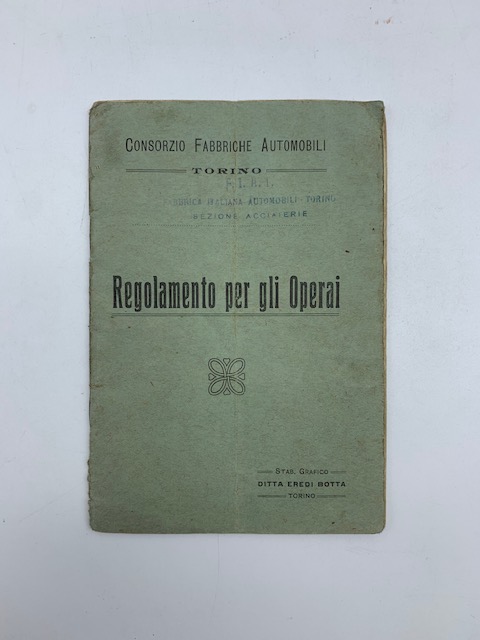 CONSORZIO FABBRICHE AUTOMOBILI
TORINO
F. I. A. T.
FABBRICA ITALIANA AUTOMOBILI TORINO
SEZIONE ACCIAIERIE
Regolamento per gli Operai
STAB. GRAFICO
DITTA EREDI BOTTA
TORINO